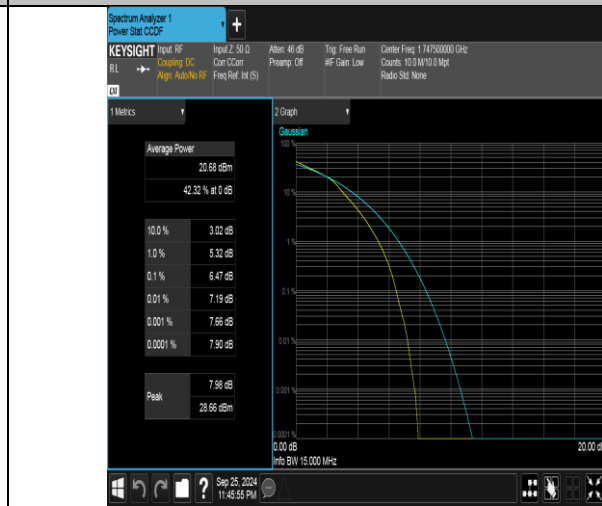 Spectrum Analyzer 1
Power Stat CCDF
KEYSIGHT Input: RF Input Z: 50 Ω Atten: 46 dB Trig: Free Run Center Freq: 1.747500000 GHz
RL Coupling: DC Corr CCorr Preamp: Off #IF Gain: Low Counts: 10.0 M/10.0 Mpt
Align: Auto/No RF Freq Ref: Int (S) Radio Std: None
1 Metrics
2 Graph
Average Power
20.68 dBm
42.32 % at 0 dB
10.0 % 3.02 dB
1.0 % 5.32 dB
0.1 % 6.47 dB
0.01 % 7.19 dB
0.001 % 7.66 dB
0.0001 % 7.90 dB
Peak
7.98 dB
28.66 dBm
Gaussian
100 %
10 %
1 %
0.1 %
0.01 %
0.001 %
0.0001 %
0.00 dB 20.00 d
Info BW 15.000 MHz
Sep 25, 2024
11:45:55 PM